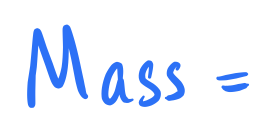 Mass =